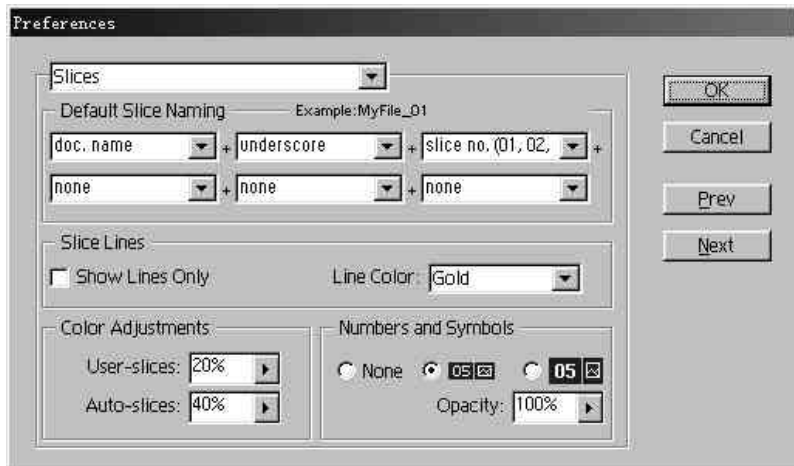 Preferences
Slices
OK
Default Slice Naming Example:MyFile_01
doc. name + underscore + slice no. (01, 02, +
Cancel
none + none + none
Prev
Slice Lines
Next
Show Lines Only Line Color: Gold
Color Adjustments
Numbers and Symbols
User-slices: 20%
None 05 05
Auto-slices: 40%
Opacity: 100%